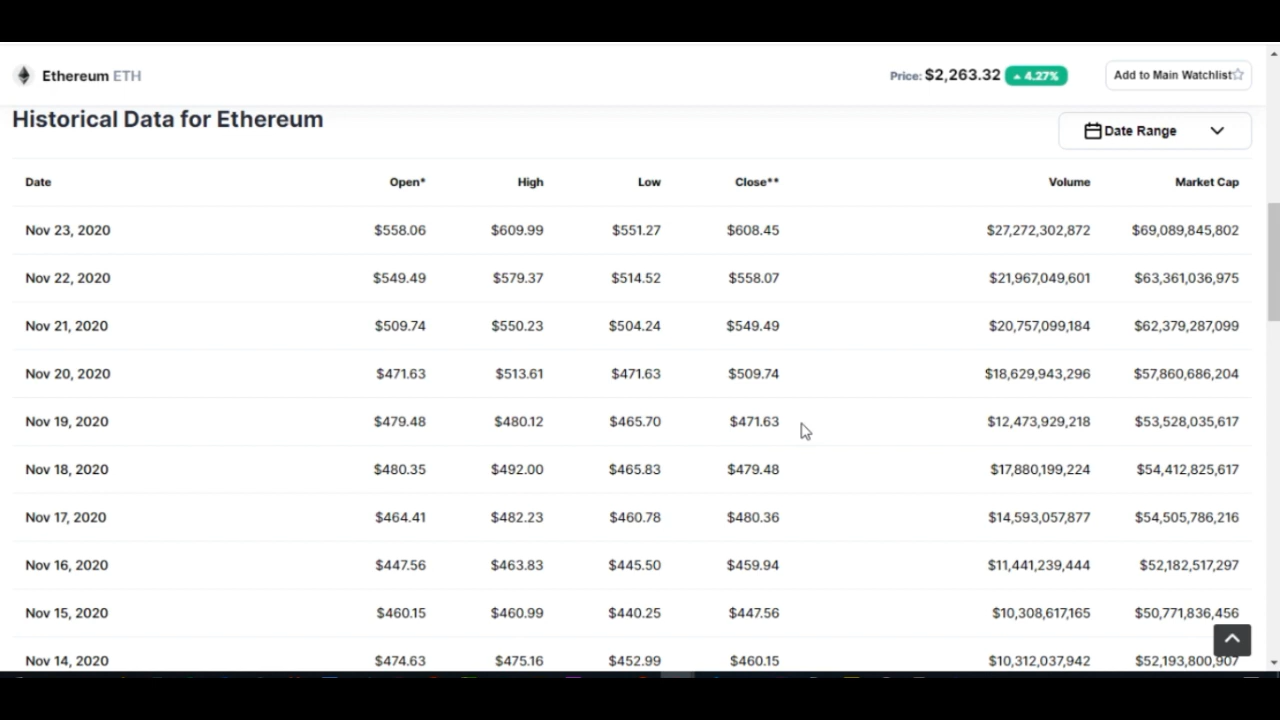 Ethereum ETH Price: $2,263.32 4.27% Add to Main Watchlist
Historical Data for Ethereum Date Range
Date Open* High Low Close** Volume Market Cap
Nov 23, 2020 $558.06 $609.99 $551.27 $608.45 $27,272,302,872 $69,089,845,802
Nov 22, 2020 $549.49 $579.37 $514.52 $558.07 $21,967,049,601 $63,361,036,975
Nov 21, 2020 $509.74 $550.23 $504.24 $549.49 $20,757,099,184 $62,379,287,099
Nov 20, 2020 $471.63 $513.61 $471.63 $509.74 $18,629,943,296 $57,860,686,204
Nov 19, 2020 $479.48 $480.12 $465.70 $471.63 $12,473,929,218 $53,528,035,617
Nov 18, 2020 $480.35 $492.00 $465.83 $479.48 $17,880,199,224 $54,412,825,617
Nov 17, 2020 $464.41 $482.23 $460.78 $480.36 $14,593,057,877 $54,505,786,216
Nov 16, 2020 $447.56 $463.83 $445.50 $459.94 $11,441,239,444 $52,182,517,297
Nov 15, 2020 $460.15 $460.99 $440.25 $447.56 $10,308,617,165 $50,771,836,456
Nov 14, 2020 $474.63 $475.16 $452.99 $460.15 $10,312,037,942 $52,193,800,907